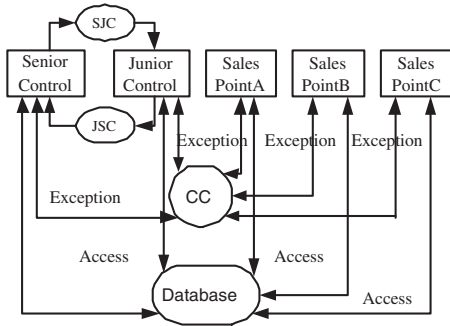 SJC
Senior
Control
Junior
Control
Sales
PointA
Sales
PointB
Sales
PointC
JSC
Exception
Exception
Exception
CC
Exception
Access
Access
Database
Access